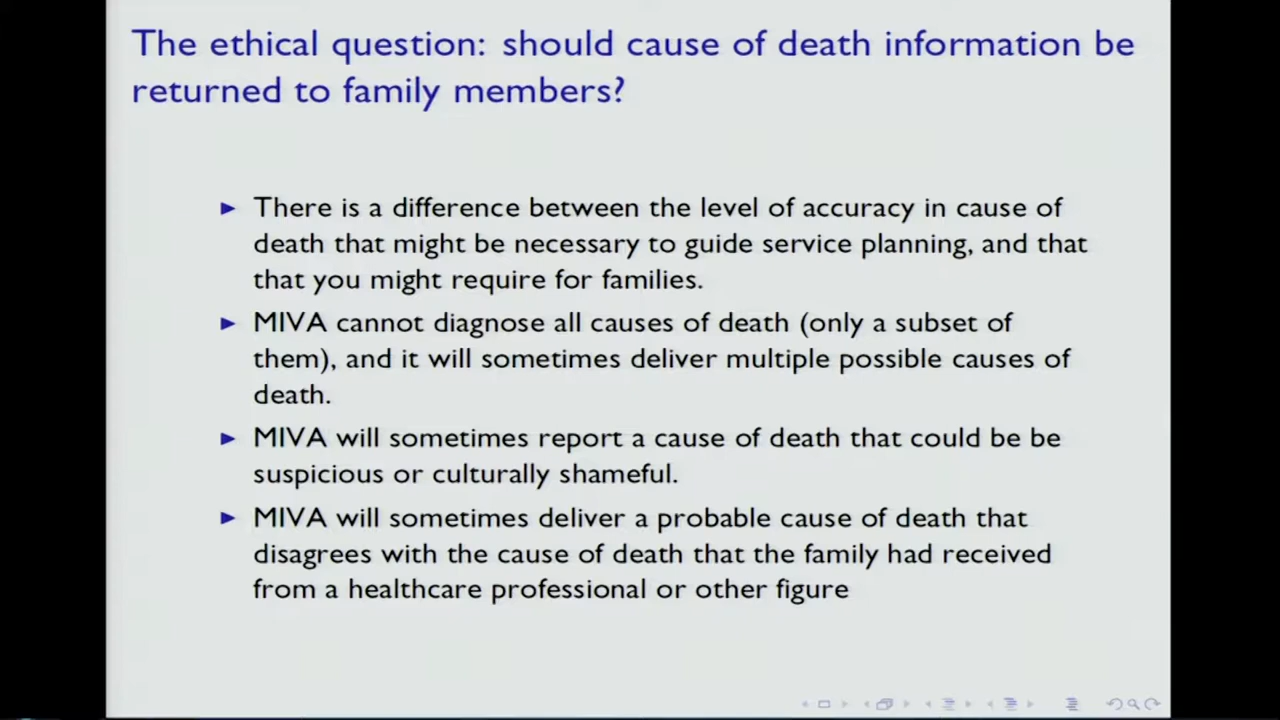 The ethical question: should cause of death information be
returned to family members?
There is a difference between the level of accuracy in cause of
death that might be necessary to guide service planning, and that
that you might require for families.
MIVA cannot diagnose all causes of death (only a subset of
them), and it will sometimes deliver multiple possible causes of
death.
MIVA will sometimes report a cause of death that could be be
suspicious or culturally shameful.
MIVA will sometimes deliver a probable cause of death that
disagrees with the cause of death that the family had received
from a healthcare professional or other figure